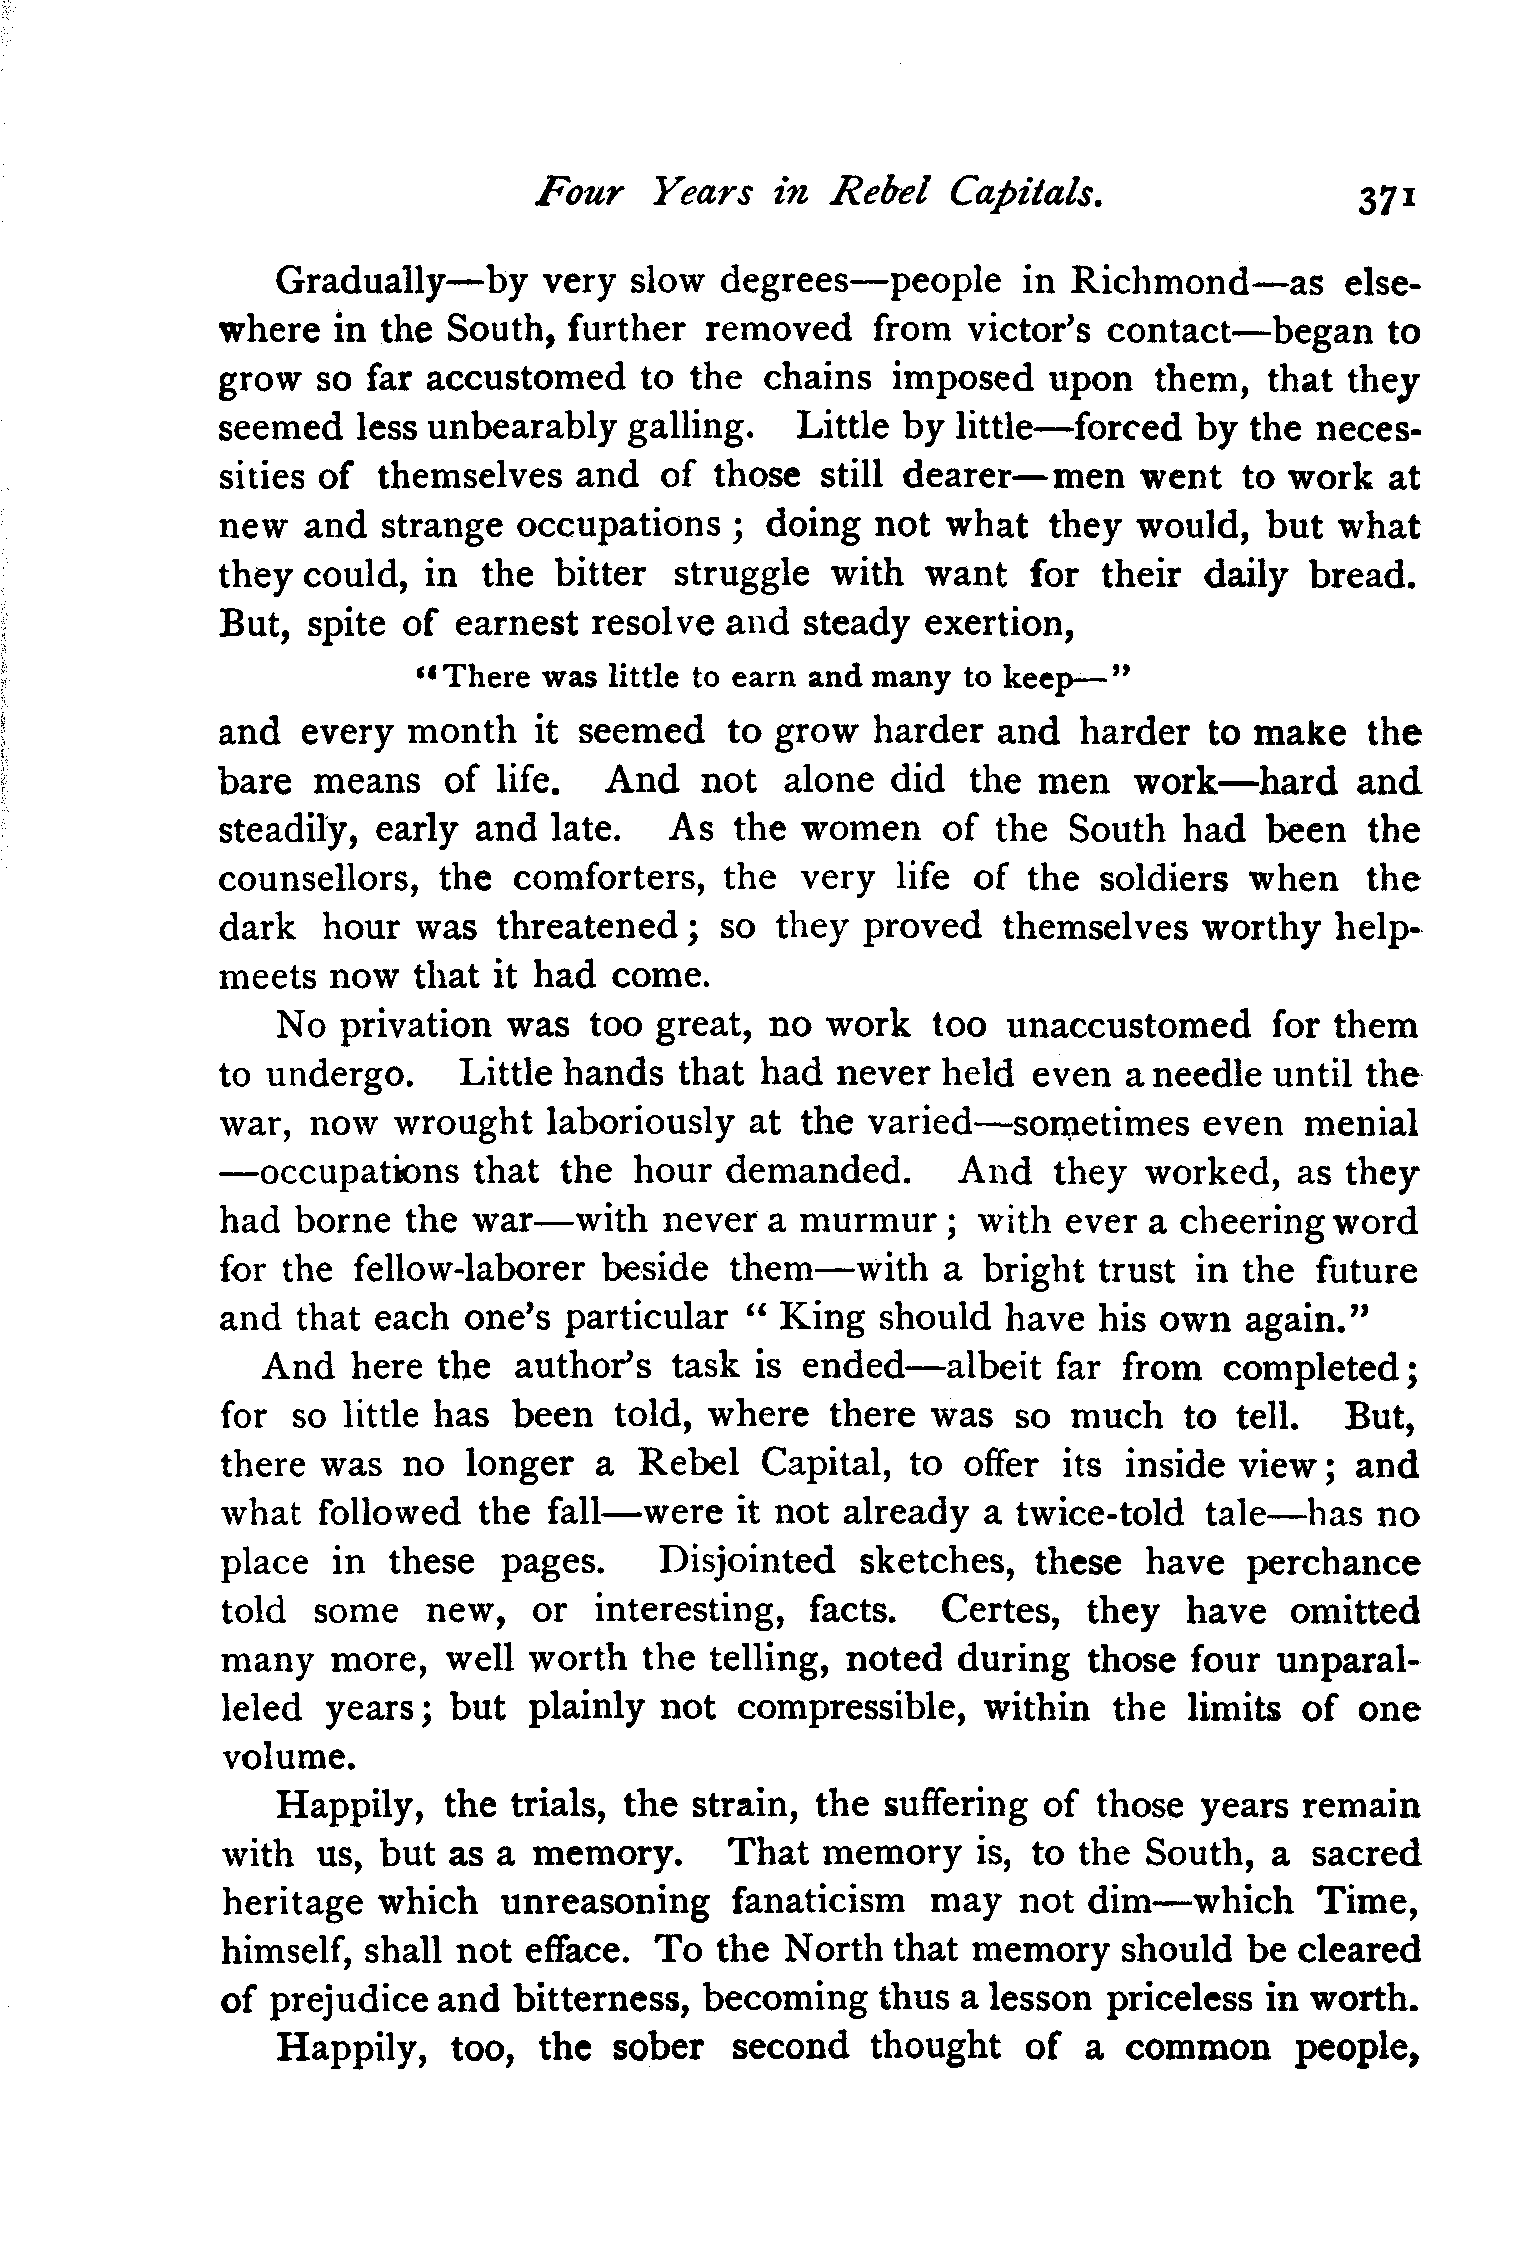 Four Years in Rebel Capitals. 371
Gradually—by very slow degrees—people in Richmond—as else-
where in the South, further removed from victor's contact—began to
grow so far accustomed to the chains imposed upon them, that they
seemed less unbearably galling. Little by little—forced by the neces-
sities of themselves and of those still dearer—men went to work at
new and strange occupations ; doing not what they would, but what
they could, in the bitter struggle with want for their daily bread.
But, spite of earnest resolve and steady exertion,
"There was little to earn and many to keep—"
and every month it seemed to grow harder and harder to make the
bare means of life. And not alone did the men work—hard and
steadily, early and late. As the women of the South had been the
counsellors, the comforters, the very life of the soldiers when the
dark hour was threatened ; so they proved themselves worthy help-
meets now that it had come.
No privation was too great, no work too unaccustomed for them
to undergo. Little hands that had never held even a needle until the
war, now wrought laboriously at the varied—sometimes even menial
—occupations that the hour demanded. And they worked, as they
had borne the war—with never a murmur ; with ever a cheering word
for the fellow-laborer beside them—with a bright trust in the future
and that each one's particular " King should have his own again."
And here the author's task is ended—albeit far from completed ;
for so little has been told, where there was so much to tell. But,
there was no longer a Rebel Capital, to offer its inside view ; and
what followed the fall—were it not already a twice-told tale—has no
place in these pages. Disjointed sketches, these have perchance
told some new, or interesting, facts. Certes, they have omitted
many more, well worth the telling, noted during those four unparal-
leled years ; but plainly not compressible, within the limits of one
volume.
Happily, the trials, the strain, the suffering of those years remain
with us, but as a memory. That memory is, to the South, a sacred
heritage which unreasoning fanaticism may not dim—which Time,
himself, shall not efface. To the North that memory should be cleared
of prejudice and bitterness, becoming thus a lesson priceless in worth.
Happily, too, the sober second thought of a common people,